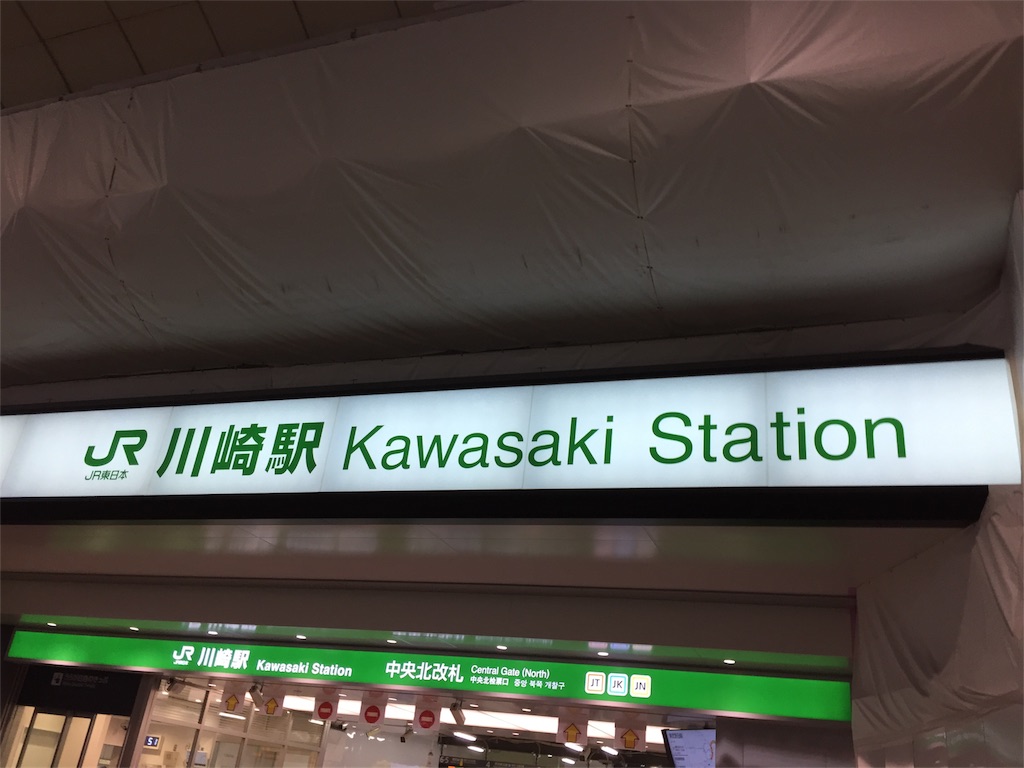 JR 川崎駅 Kawasaki Station
JR東日本
JR 川崎駅 Kawasaki Station 中央北改札 Central Gate (North)
中央北检票口 중앙 북쪽 개찰구
JT JK JN